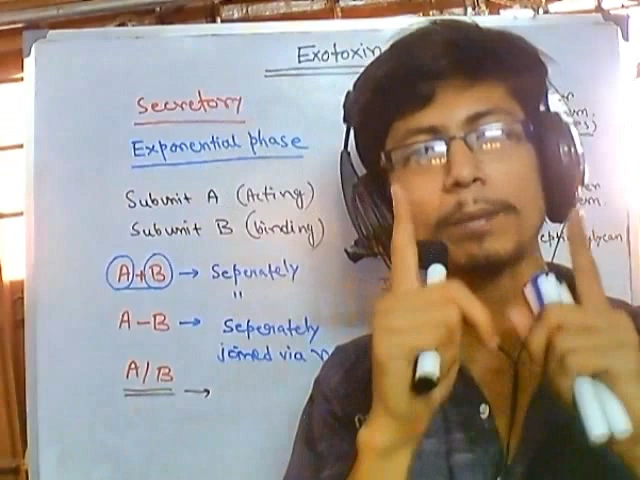 Exotoxin
Secretory
Exponential phase
Subunit A (Acting)
Subunit B (binding)
A+B → Seperately
"
A-B → Seperately
joined via
A/B →